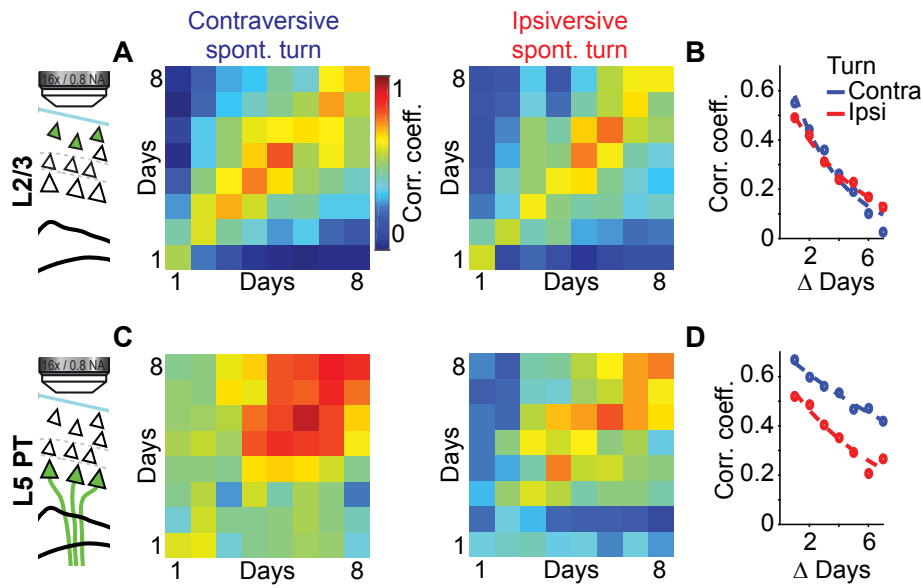 Contraversive
spont. turn
Ipsiversive
spont. turn
A
B
16x / 0.8 NA
L2/3
8
Days
1
1
Days
8
1
Corr. coeff.
0
8
Days
1
1
Days
8
Turn
Contra
Ipsi
0.6
0.4
0.2
0
Corr. coeff.
2
6
Δ Days
C
D
16x / 0.8 NA
L5 PT
8
Days
1
1
Days
8
8
1
1
Days
8
0.6
0.4
0.2
0
Corr. coeff.
2
6
Δ Days